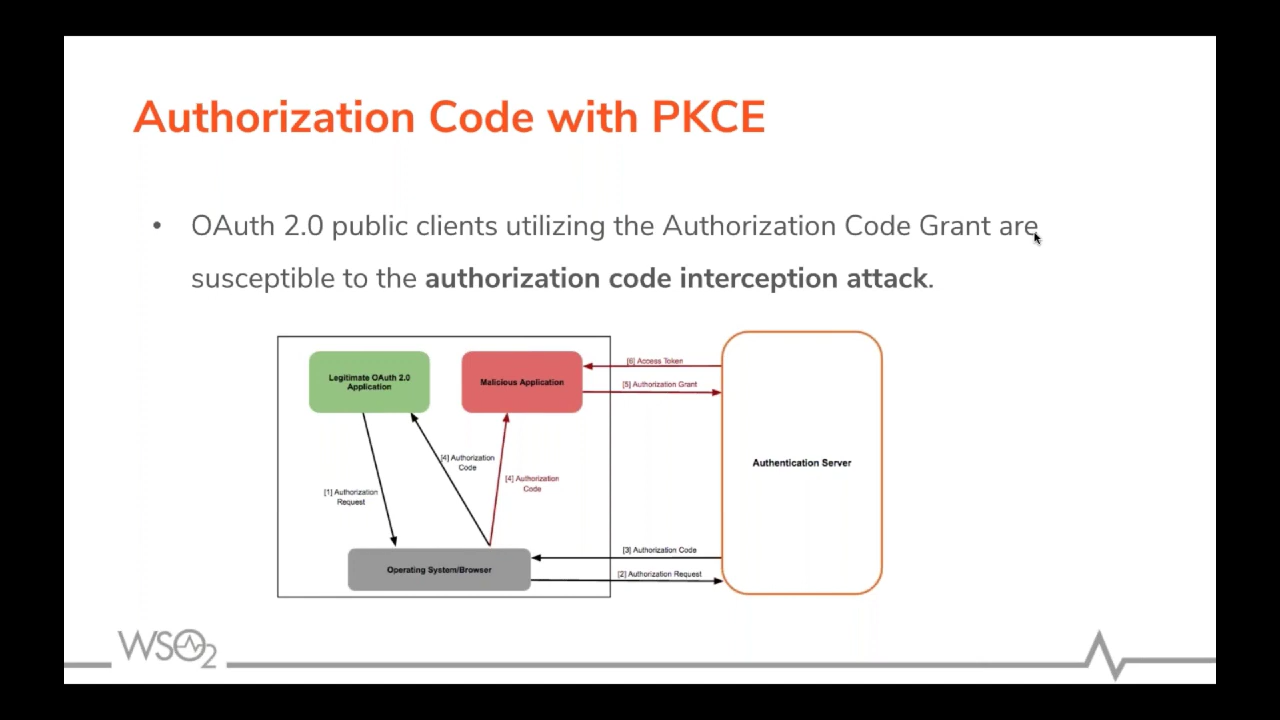 Authorization Code with PKCE
• OAuth 2.0 public clients utilizing the Authorization Code Grant are
susceptible to the authorization code interception attack.
Legitimate OAuth 2.0
Application
Malicious Application
[6] Access Token
[5] Authorization Grant
[4] Authorization
Code
[4] Authorization
Code
[1] Authorization
Request
Authentication Server
Operating System/Browser
[3] Authorization Code
[2] Authorization Request
WSO2